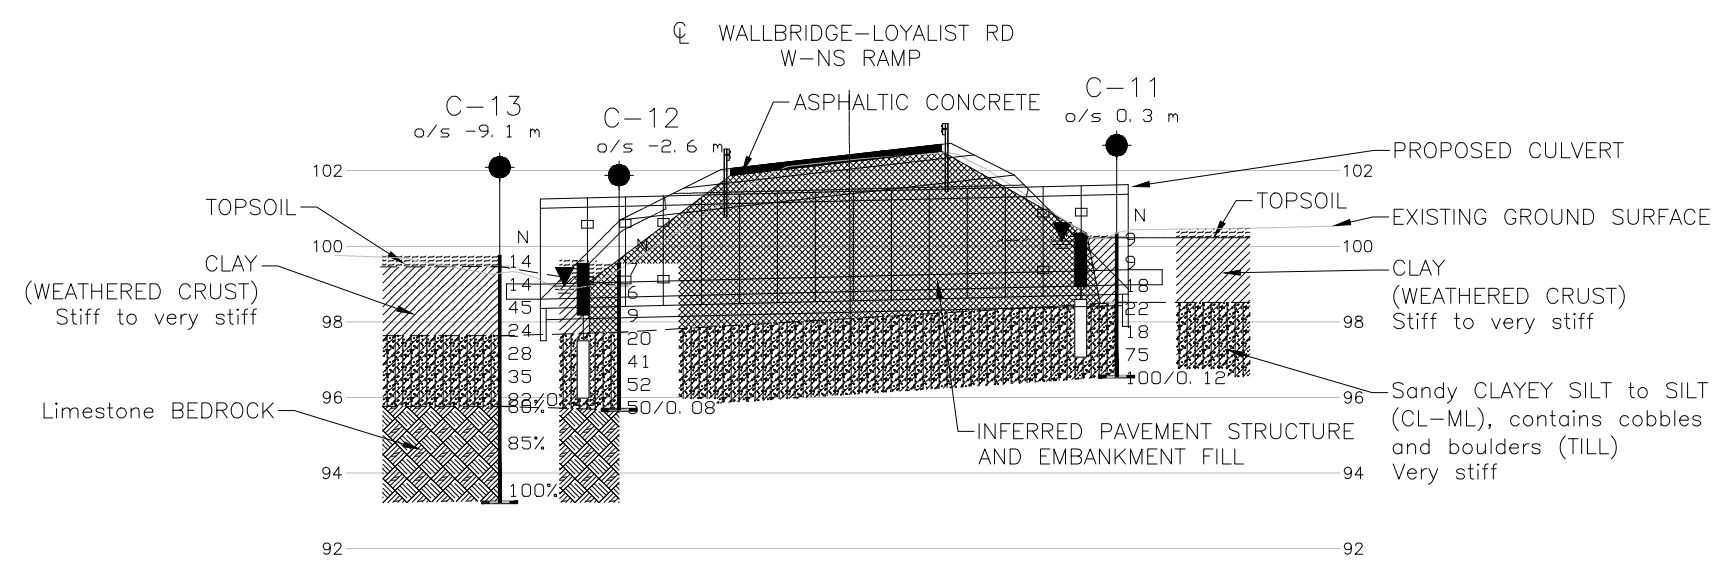 ℄ WALLBRIDGE-LOYALIST RD
W-NS RAMP
C-13
o/s -9.1 m
C-12
o/s -2.6 m
C-11
o/s 0.3 m
ASPHALTIC CONCRETE
PROPOSED CULVERT
102
102
TOPSOIL
TOPSOIL
EXISTING GROUND SURFACE
100
100
CLAY
(WEATHERED CRUST)
Stiff to very stiff
CLAY
(WEATHERED CRUST)
Stiff to very stiff
98
98
N
14
14
45
24
28
35
80%
85%
100%
N
6
9
20
41
52
50/0.08
N
9
9
18
22
18
75
100/0.12
96
96
Limestone BEDROCK
Sandy CLAYEY SILT to SILT
(CL-ML), contains cobbles
and boulders (TILL)
Very stiff
INFERRED PAVEMENT STRUCTURE
AND EMBANKMENT FILL
94
94
92
92